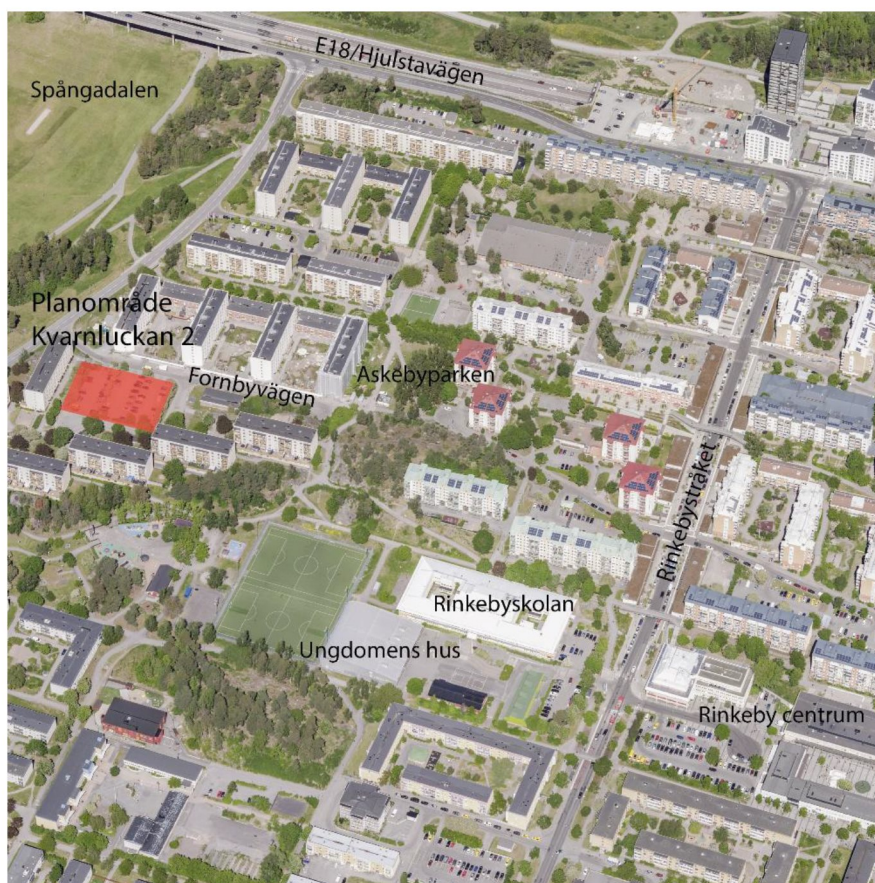 E18/Hjulstavägen
Spångadalen
Planområde
Kvarnluckan 2
Fornbyvägen
Askebyparken
Rinkebystråket
Rinkebyskolan
Ungdomens hus
Rinkeby centrum